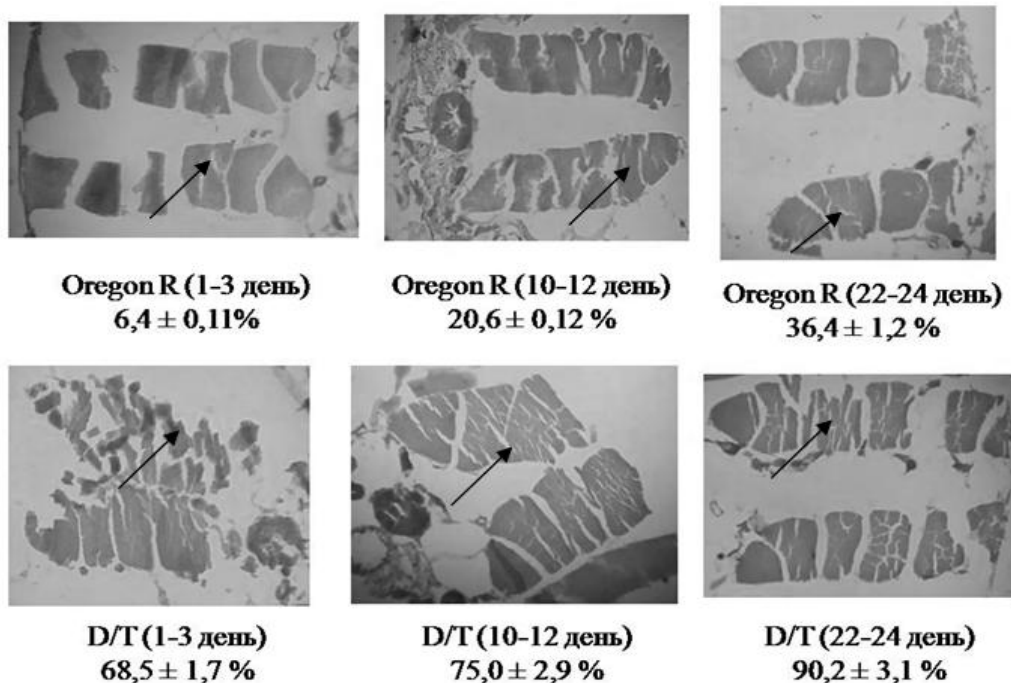 Oregon R (1-3 день)
6,4 ± 0,11%
Oregon R (10-12 день)
20,6 ± 0,12 %
Oregon R (22-24 день)
36,4 ± 1,2 %
D/T (1-3 день)
68,5 ± 1,7 %
D/T (10-12 день)
75,0 ± 2,9 %
D/T (22-24 день)
90,2 ± 3,1 %